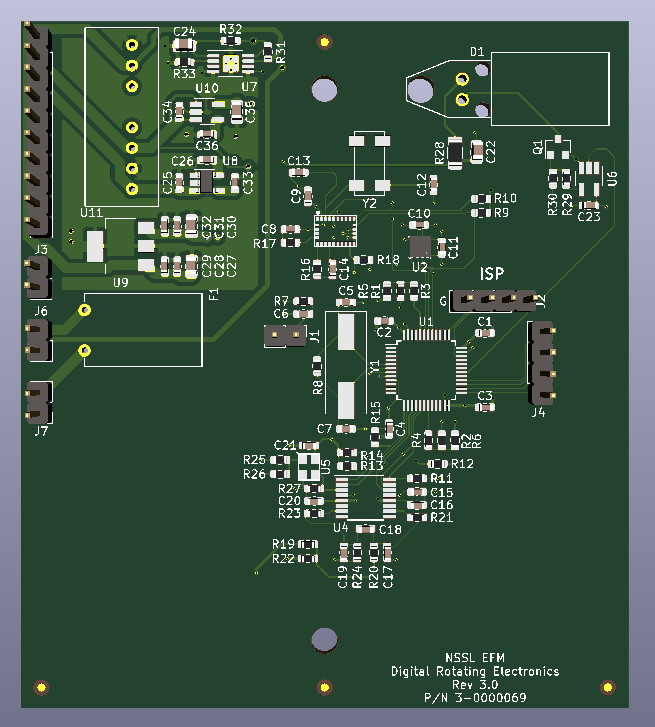 C24
R32
R31
R33
U7
U10
C34
C35
C36
C26
U8
C25
C33
U11
C32
C31
C30
C29
C28
C27
U9
J3
J6
J7
F1
D1
R28
C22
Q1
U6
R30
R29
C23
C13
C9
Y2
C12
R10
R9
C8
R17
R16
C14
R18
C10
C11
U2
ISP
G
J2
R5
R1
R3
R7
C6
C5
J1
C2
U1
C1
Y1
R8
J4
C3
C7
R15
C4
R4
R2
R6
C21
R14
R13
R25
R26
U5
R12
R11
R27
C20
R23
C15
C16
R21
U4
C18
R19
R22
C19
R24
R20
C17
NSSL EFM
Digital Rotating Electronics
Rev 3.0
P/N 3-0000069